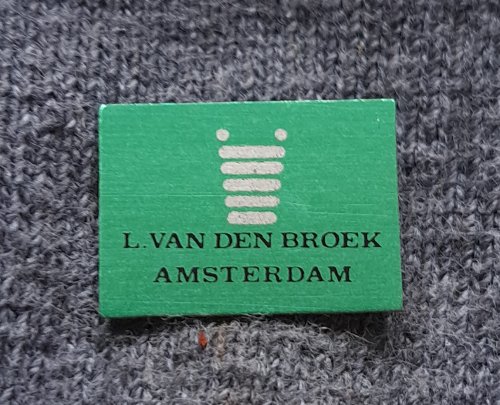 L. VAN DEN BROEK
AMSTERDAM